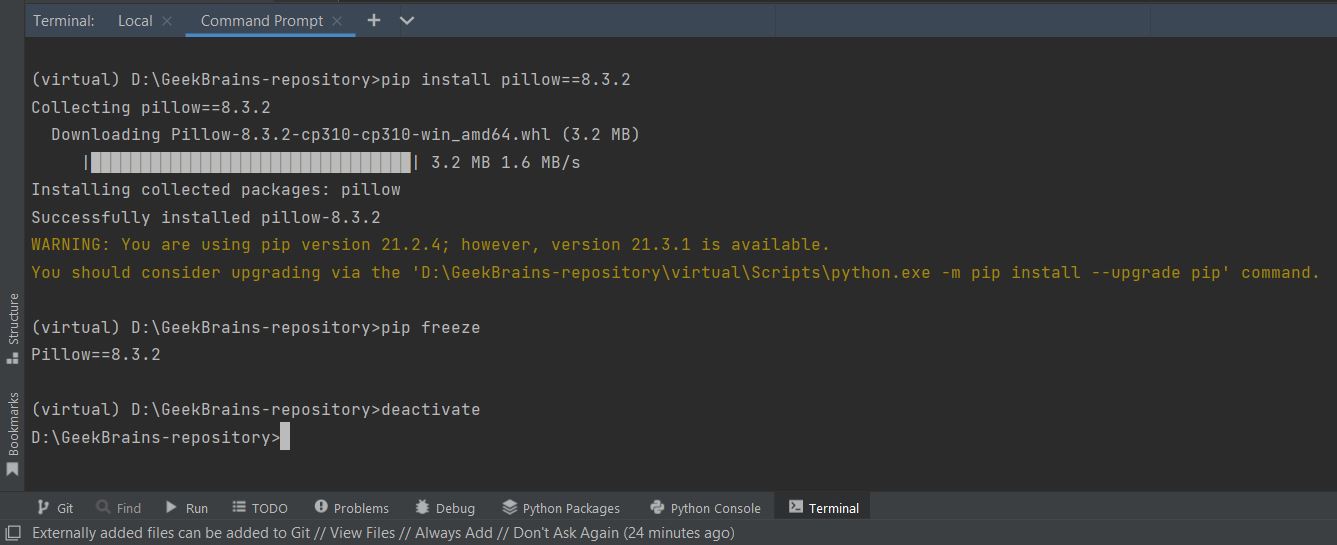 Terminal: Local × Command Prompt × +
(virtual) D:\GeekBrains-repository>pip install pillow==8.3.2
Collecting pillow==8.3.2
  Downloading Pillow-8.3.2-cp310-cp310-win_amd64.whl (3.2 MB)
     |████████████████████████████████| 3.2 MB 1.6 MB/s
Installing collected packages: pillow
Successfully installed pillow-8.3.2
WARNING: You are using pip version 21.2.4; however, version 21.3.1 is available.
You should consider upgrading via the 'D:\GeekBrains-repository\virtual\Scripts\python.exe -m pip install --upgrade pip' command.
(virtual) D:\GeekBrains-repository>pip freeze
Pillow==8.3.2
(virtual) D:\GeekBrains-repository>deactivate
D:\GeekBrains-repository>
Structure
Bookmarks
Git Find Run TODO Problems Debug Python Packages Python Console Terminal
Externally added files can be added to Git // View Files // Always Add // Don't Ask Again (24 minutes ago)